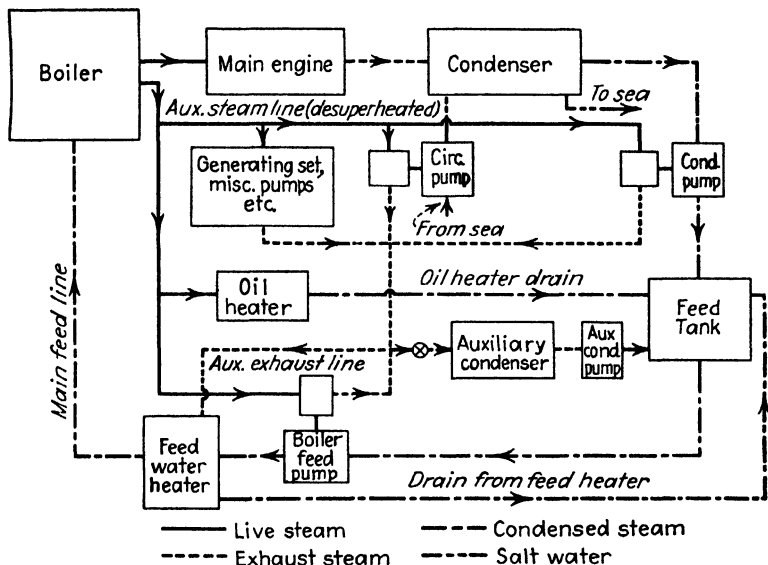 Boiler
Main engine
Condenser
To sea
Aux. steam line (desuperheated)
Generating set,
misc. pumps
etc.
Circ.
pump
Cond.
pump
From sea
Main feed line
Oil
heater
Oil heater drain
Feed
Tank
Aux. exhaust line
Auxiliary
condenser
Aux
cond.
pump
Feed
water
heater
Boiler
feed
pump
Drain from feed heater
Live steam
Condensed steam
Exhaust steam
Salt water